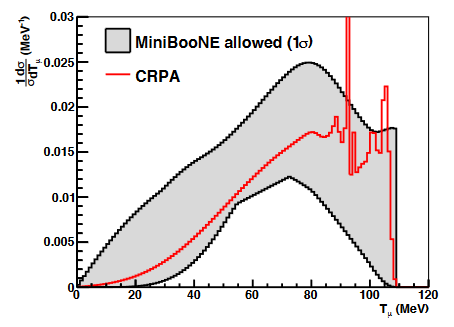 0.03
MiniBooNE allowed (1σ)
CRPA
1 dσ
σ dTμ (MeV⁻¹)
0.025
0.02
0.015
0.01
0.005
0
0 20 40 60 80 100 120
Tμ (MeV)